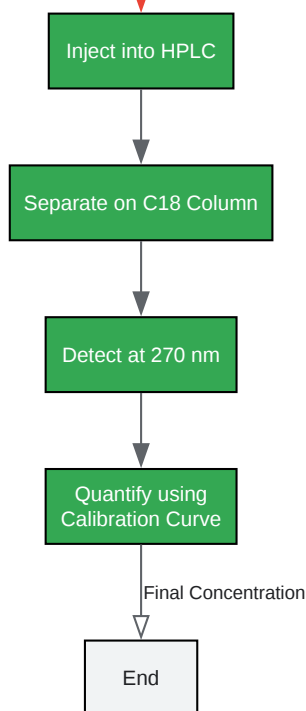 Inject into HPLC
Separate on C18 Column
Detect at 270 nm
Quantify using
Calibration Curve
Final Concentration
End